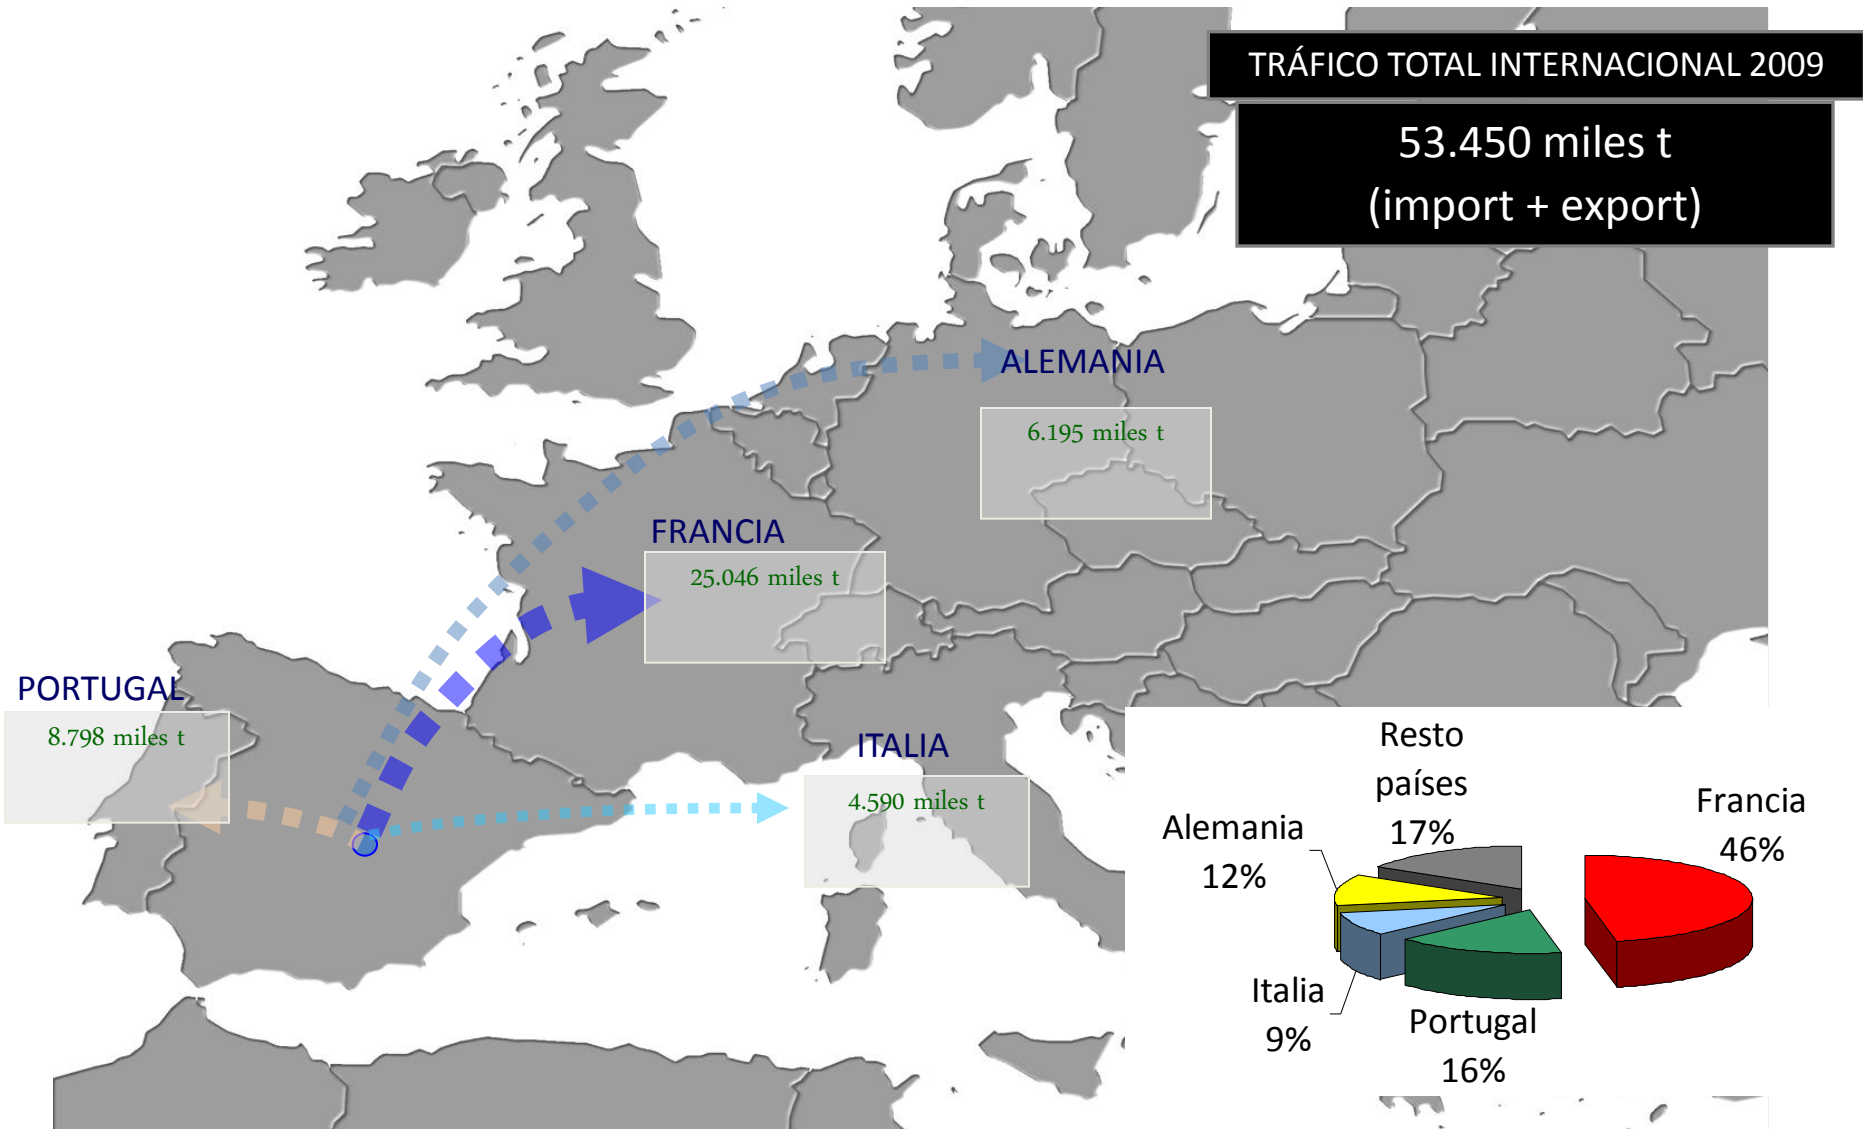 TRÁFICO TOTAL INTERNACIONAL 2009
53.450 miles t
(import + export)
ALEMANIA
6.195 miles t
FRANCIA
25.046 miles t
PORTUGAL
8.798 miles t
ITALIA
4.590 miles t
Resto
países
17%
Francia
46%
Alemania
12%
Italia
9%
Portugal
16%